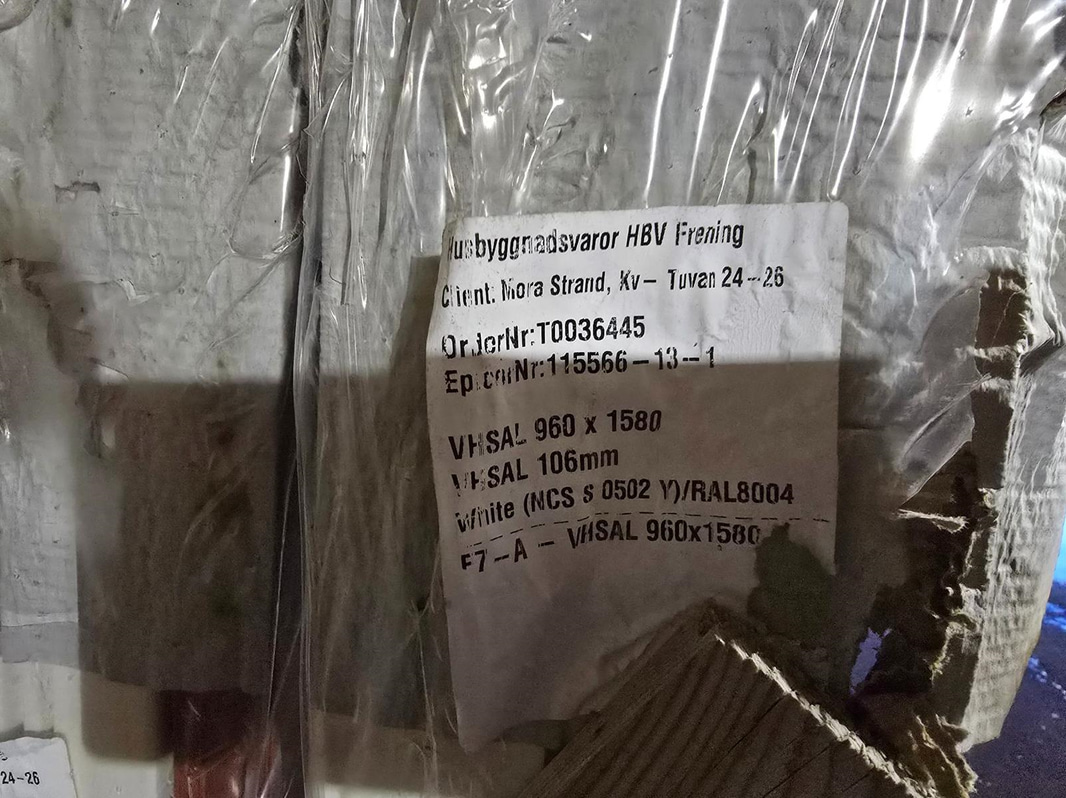 Husbyggnadsvaror HBV Frening
Client: Mora Strand, Kv- Tuvan 24-26
OrderNr:T0036445
EpicorNr:115566-13-1
VHSAL 960 x 1580
VHSAL 106mm
White (NCS S 0502 Y)/RAL8004
F7-A - VHSAL 960x1580
24-26